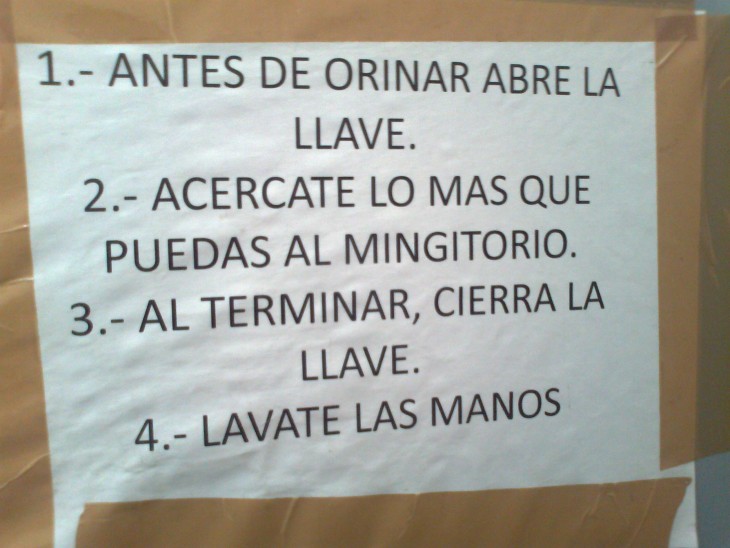 1.- ANTES DE ORINAR ABRE LA
LLAVE.
2.- ACERCATE LO MAS QUE
PUEDAS AL MINGITORIO.
3.- AL TERMINAR, CIERRA LA
LLAVE.
4.- LAVATE LAS MANOS